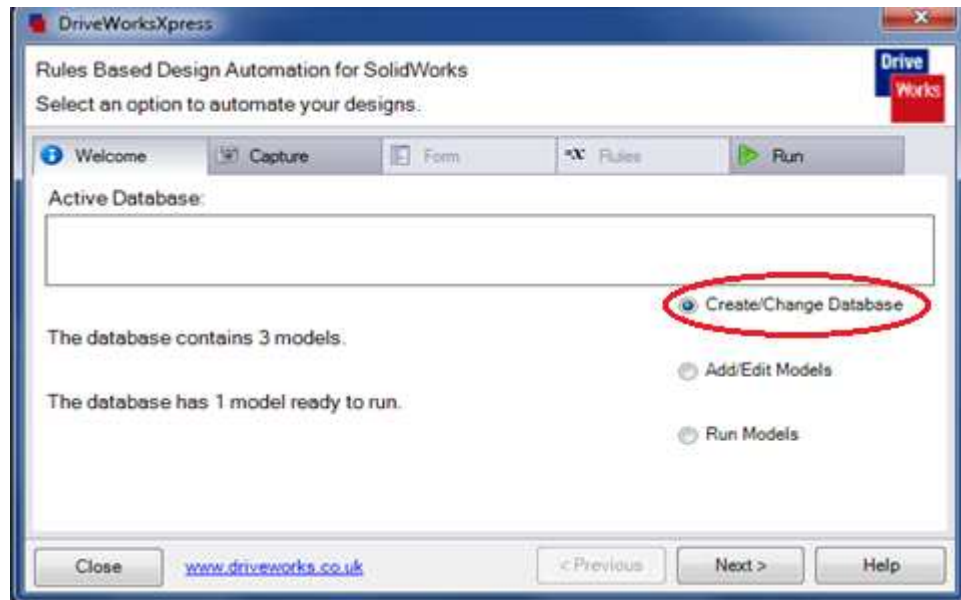 DriveWorksXpress
Rules Based Design Automation for SolidWorks
Select an option to automate your designs.
Drive
Works
Welcome
Capture
Form
Rules
Run
Active Database:
Create/Change Database
The database contains 3 models.
Add/Edit Models
The database has 1 model ready to run.
Run Models
Close
www.driveworks.co.uk
< Previous
Next >
Help